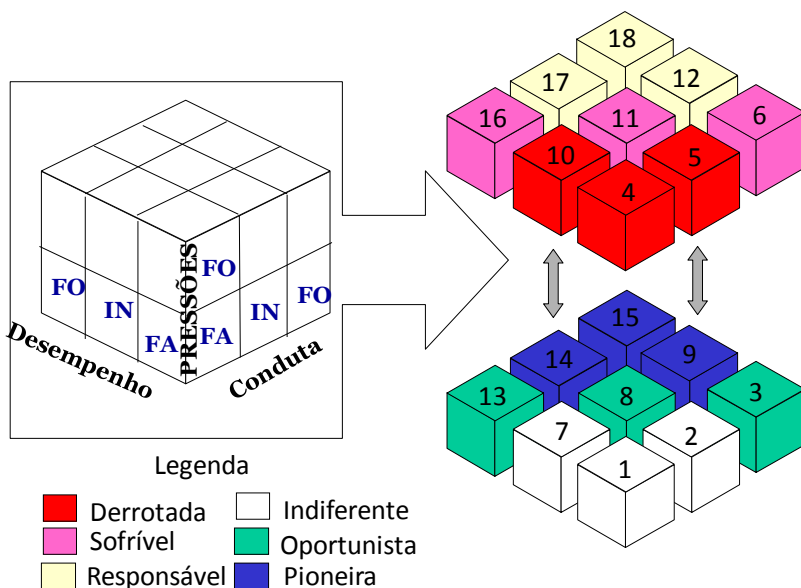 PRESSÕES
FO
FO
IN
FO
FA
FA
IN
Desempenho
Conduta
18
17
12
16
11
6
10
5
4
15
14
9
13
8
3
7
2
1
Legenda
Derrotada
Indiferente
Sofrível
Oportunista
Responsável
Pioneira